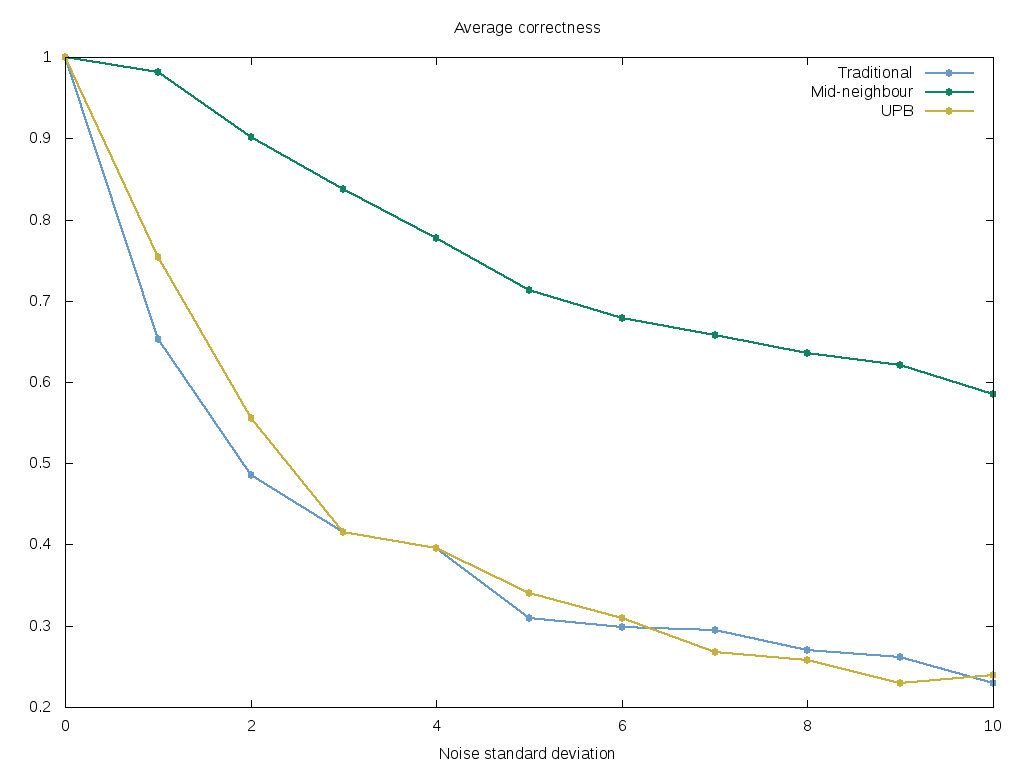 Average correctness
Traditional
Mid-neighbour
UPB
1
0.9
0.8
0.7
0.6
0.5
0.4
0.3
0.2
0 2 4 6 8 10
Noise standard deviation